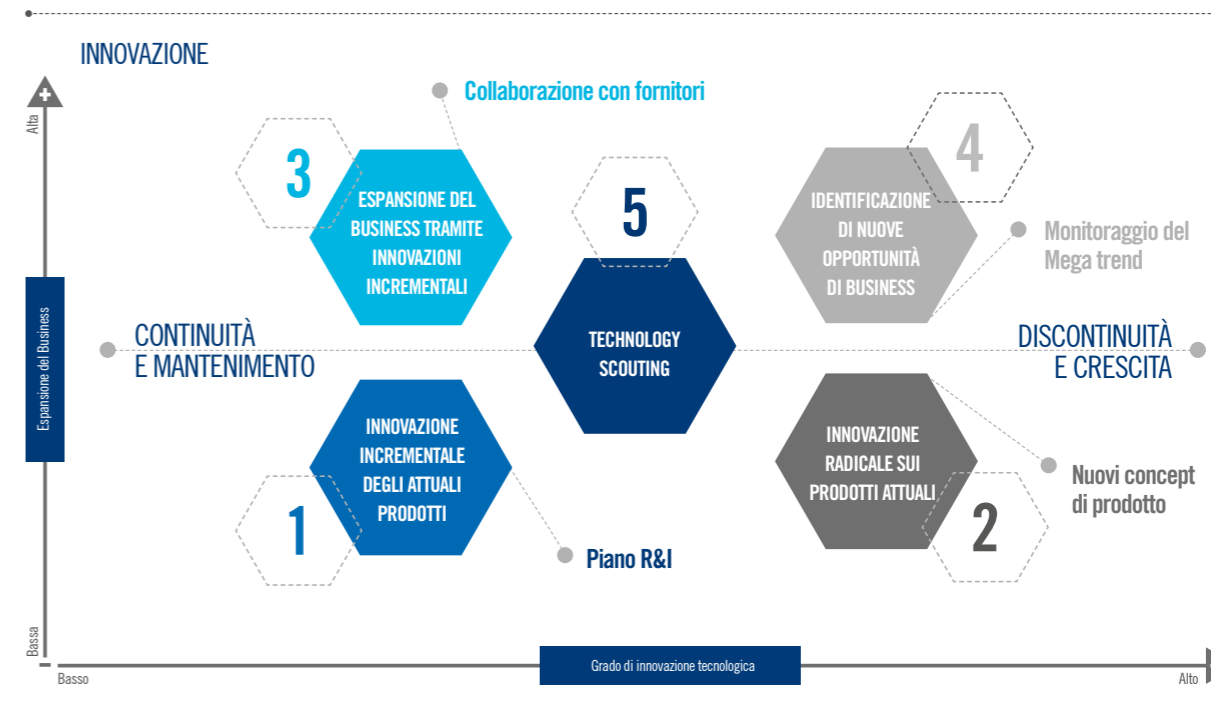 INNOVAZIONE
+
Alta
Collaborazione con fornitori
3
ESPANSIONE DEL
BUSINESS TRAMITE
INNOVAZIONI
INCREMENTALI
5
4
IDENTIFICAZIONE
DI NUOVE
OPPORTUNITÀ
DI BUSINESS
Monitoraggio del
Mega trend
Espansione del Business
CONTINUITÀ
E MANTENIMENTO
TECHNOLOGY
SCOUTING
DISCONTINUITÀ
E CRESCITA
INNOVAZIONE
INCREMENTALE
DEGLI ATTUALI
PRODOTTI
1
Piano R&I
INNOVAZIONE
RADICALE SUI
PRODOTTI ATTUALI
2
Nuovi concept
di prodotto
Bassa
Basso
Grado di innovazione tecnologica
Alto